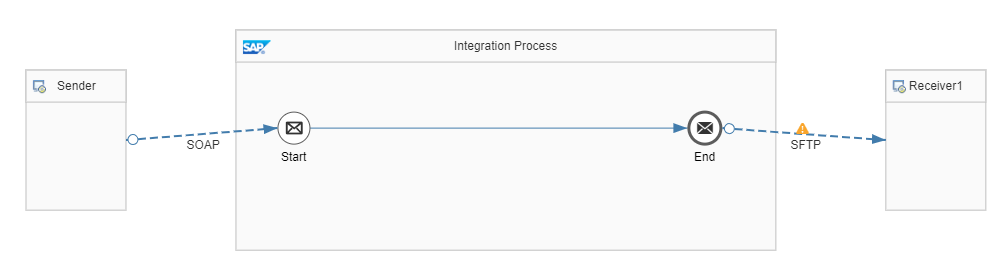 SAP
Integration Process
Sender
Receiver1
SOAP
Start
End
SFTP